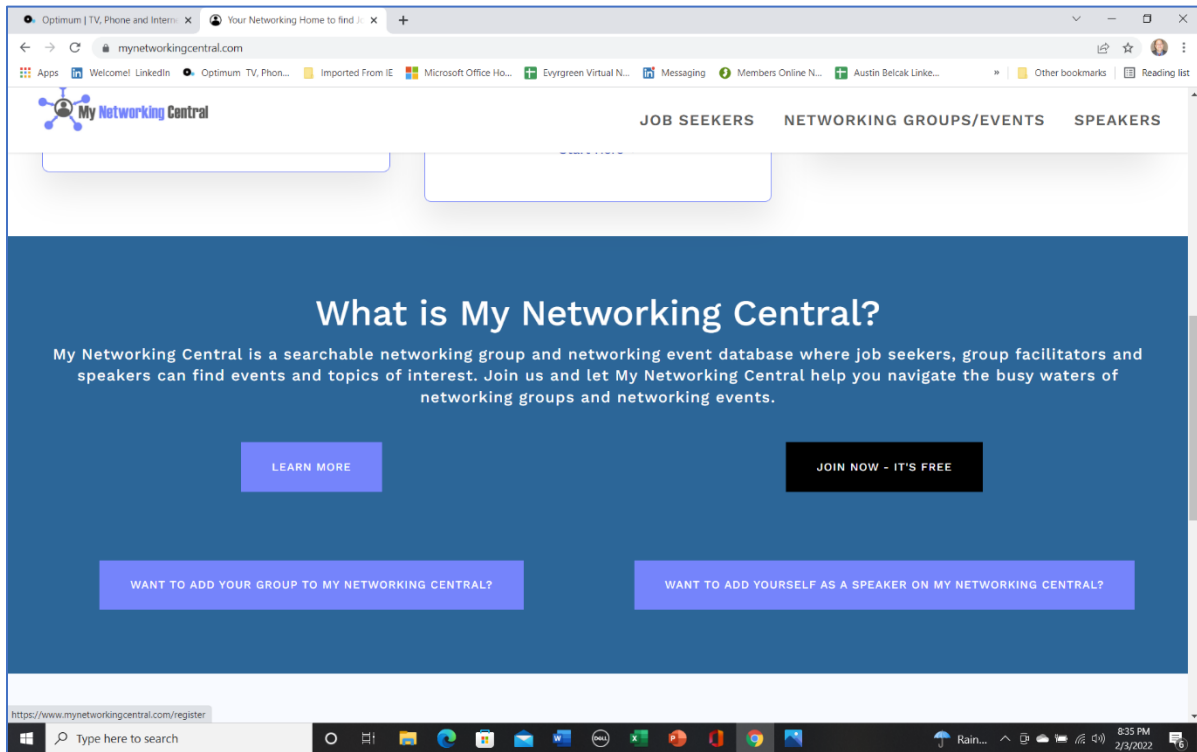 Optimum | TV, Phone and Interne
Your Networking Home to find Jo
mynetworkingcentral.com
Apps
Welcome! LinkedIn
Optimum TV, Phon...
Imported From IE
Microsoft Office Ho...
Evyrgreen Virtual N...
Messaging
Members Online N...
Austin Belcak Linke...
»
Other bookmarks
Reading list
My Networking Central
JOB SEEKERS
NETWORKING GROUPS/EVENTS
SPEAKERS
What is My Networking Central?
My Networking Central is a searchable networking group and networking event database where job seekers, group facilitators and
speakers can find events and topics of interest. Join us and let My Networking Central help you navigate the busy waters of
networking groups and networking events.
LEARN MORE
JOIN NOW - IT'S FREE
WANT TO ADD YOUR GROUP TO MY NETWORKING CENTRAL?
WANT TO ADD YOURSELF AS A SPEAKER ON MY NETWORKING CENTRAL?
https://www.mynetworkingcentral.com/register
Type here to search
DELL
Rain...
8:35 PM
2/3/2022
6